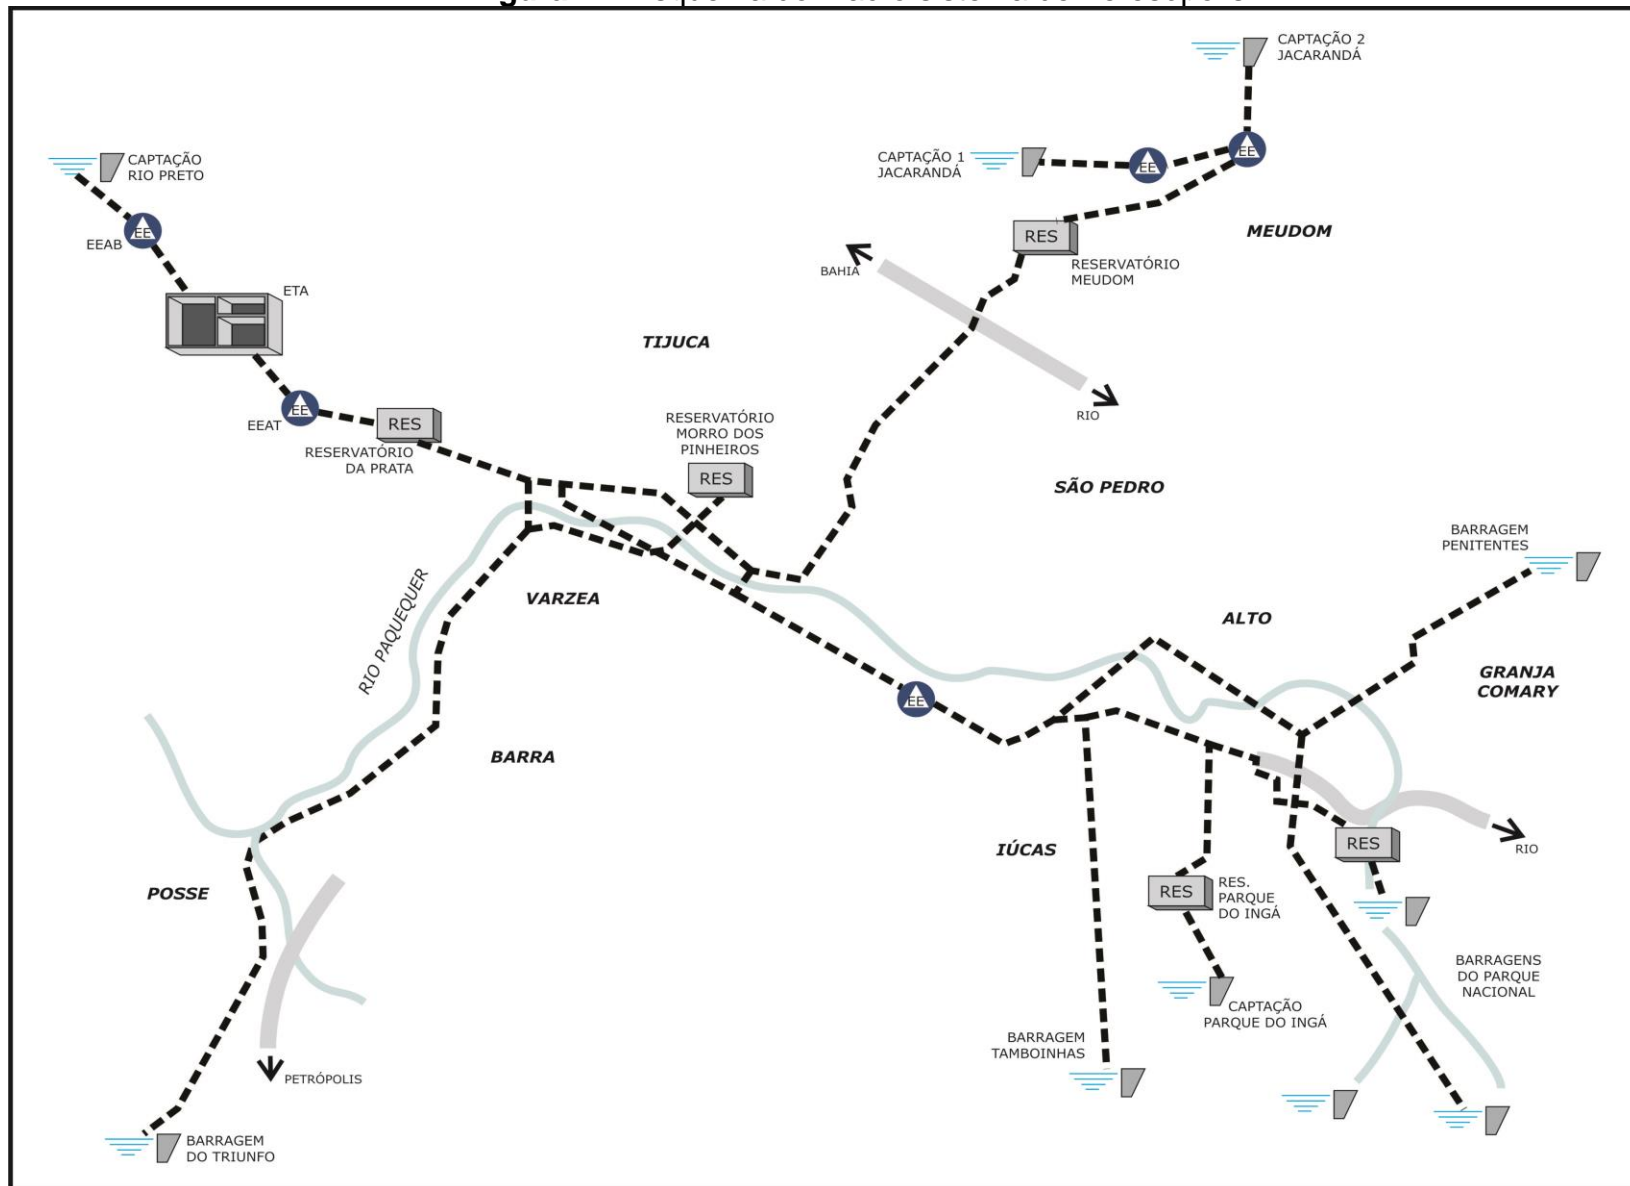 CAPTAÇÃO 2
JACARANDÁ
CAPTAÇÃO
RIO PRETO
CAPTAÇÃO 1
JACARANDÁ
EE
EE
EE
EEAB
RES
MEUDOM
RESERVATÓRIO
MEUDOM
BAHIA
ETA
TIJUCA
RIO
EE
EEAT
RES
RESERVATÓRIO
DA PRATA
RESERVATÓRIO
MORRO DOS
PINHEIROS
RES
SÃO PEDRO
BARRAGEM
PENITENTES
RIO PAQUEQUER
VARZEA
ALTO
GRANJA
COMARY
EE
BARRA
IÚCAS
RES
RIO
POSSE
RES
RES.
PARQUE
DO INGÁ
BARRAGENS
DO PARQUE
NACIONAL
CAPTAÇÃO
PARQUE DO INGÁ
BARRAGEM
TAMBOINHAS
PETRÓPOLIS
BARRAGEM
DO TRIUNFO